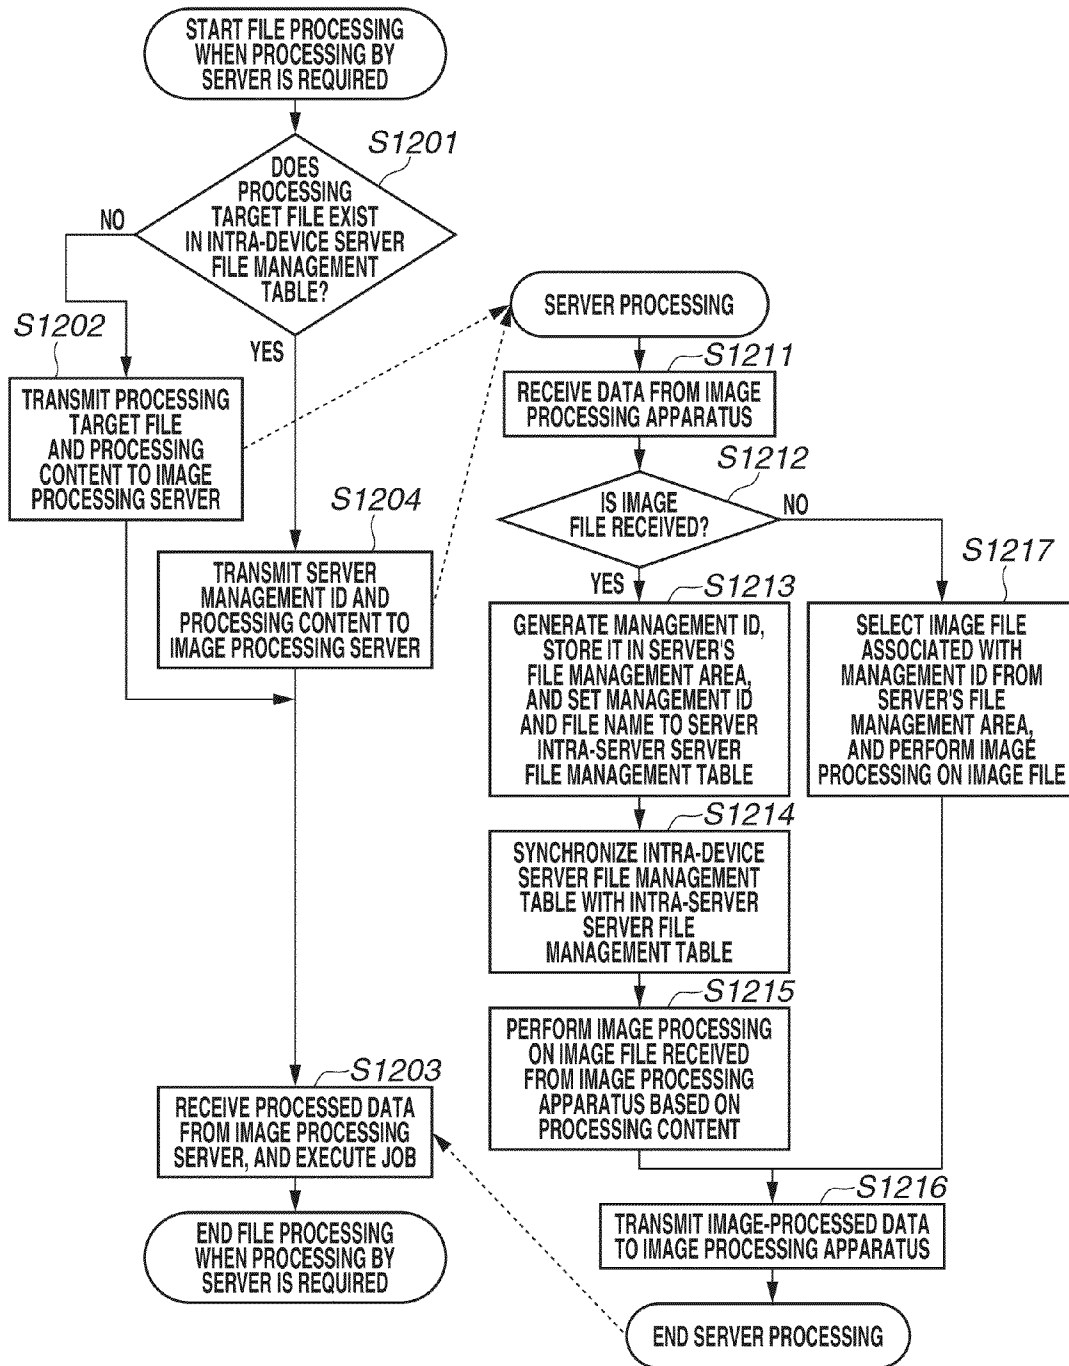 START FILE PROCESSING
WHEN PROCESSING BY
SERVER IS REQUIRED
S1201
DOES
PROCESSING
TARGET FILE EXIST
IN INTRA-DEVICE SERVER
FILE MANAGEMENT
TABLE?
NO
YES
S1202
TRANSMIT PROCESSING
TARGET FILE
AND PROCESSING
CONTENT TO IMAGE
PROCESSING SERVER
S1204
TRANSMIT SERVER
MANAGEMENT ID AND
PROCESSING CONTENT TO
IMAGE PROCESSING SERVER
S1203
RECEIVE PROCESSED DATA
FROM IMAGE PROCESSING
SERVER, AND EXECUTE JOB
END FILE PROCESSING
WHEN PROCESSING BY
SERVER IS REQUIRED
SERVER PROCESSING
S1211
RECEIVE DATA FROM IMAGE
PROCESSING APPARATUS
S1212
IS IMAGE
FILE RECEIVED?
NO
YES
S1213
GENERATE MANAGEMENT ID,
STORE IT IN SERVER'S
FILE MANAGEMENT AREA,
AND SET MANAGEMENT ID
AND FILE NAME TO SERVER
INTRA-SERVER SERVER
FILE MANAGEMENT TABLE
S1217
SELECT IMAGE FILE
ASSOCIATED WITH
MANAGEMENT ID FROM
SERVER'S FILE
MANAGEMENT AREA,
AND PERFORM IMAGE
PROCESSING ON IMAGE FILE
S1214
SYNCHRONIZE INTRA-DEVICE
SERVER FILE MANAGEMENT
TABLE WITH INTRA-SERVER
SERVER FILE
MANAGEMENT TABLE
S1215
PERFORM IMAGE PROCESSING
ON IMAGE FILE RECEIVED
FROM IMAGE PROCESSING
APPARATUS BASED ON
PROCESSING CONTENT
S1216
TRANSMIT IMAGE-PROCESSED DATA
TO IMAGE PROCESSING APPARATUS
END SERVER PROCESSING